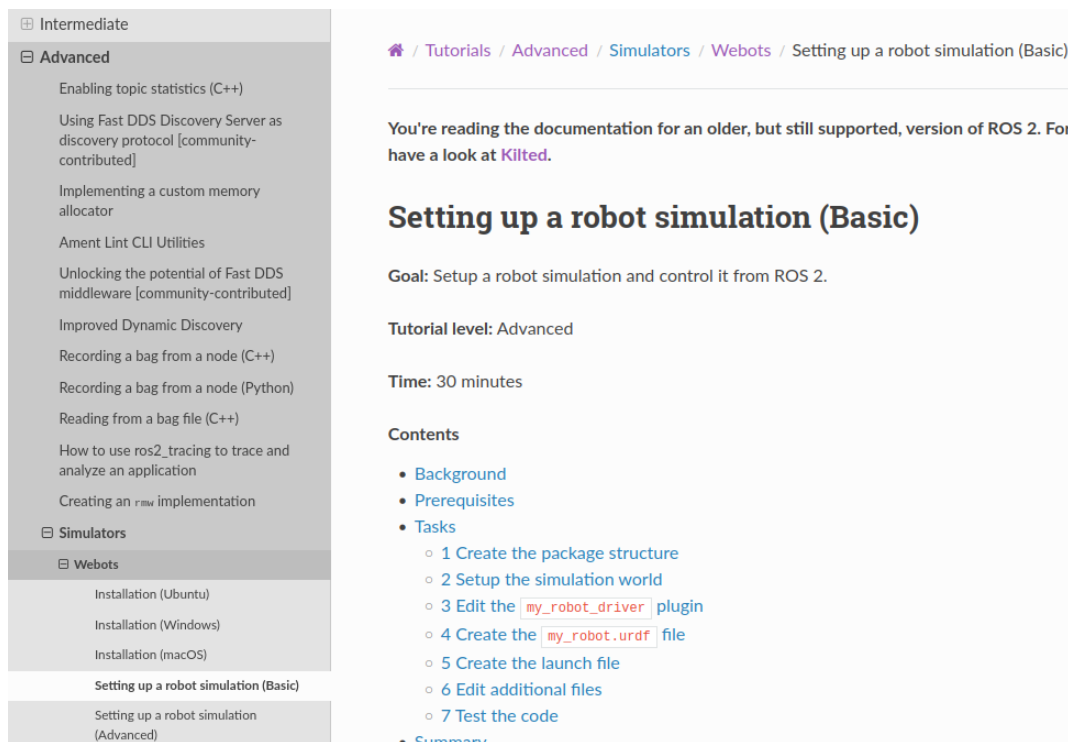 Intermediate
Advanced
Enabling topic statistics (C++)
Using Fast DDS Discovery Server as
discovery protocol [community-
contributed]
Implementing a custom memory
allocator
Ament Lint CLI Utilities
Unlocking the potential of Fast DDS
middleware [community-contributed]
Improved Dynamic Discovery
Recording a bag from a node (C++)
Recording a bag from a node (Python)
Reading from a bag file (C++)
How to use ros2_tracing to trace and
analyze an application
Creating an rmw implementation
Simulators
Webots
Installation (Ubuntu)
Installation (Windows)
Installation (macOS)
Setting up a robot simulation (Basic)
Setting up a robot simulation
(Advanced)
/ Tutorials / Advanced / Simulators / Webots / Setting up a robot simulation (Basic)
You're reading the documentation for an older, but still supported, version of ROS 2. For
have a look at Kilted.
Setting up a robot simulation (Basic)
Goal: Setup a robot simulation and control it from ROS 2.
Tutorial level: Advanced
Time: 30 minutes
Contents
• Background
• Prerequisites
• Tasks
◦ 1 Create the package structure
◦ 2 Setup the simulation world
◦ 3 Edit the my_robot_driver plugin
◦ 4 Create the my_robot.urdf file
◦ 5 Create the launch file
◦ 6 Edit additional files
◦ 7 Test the code
• Summary